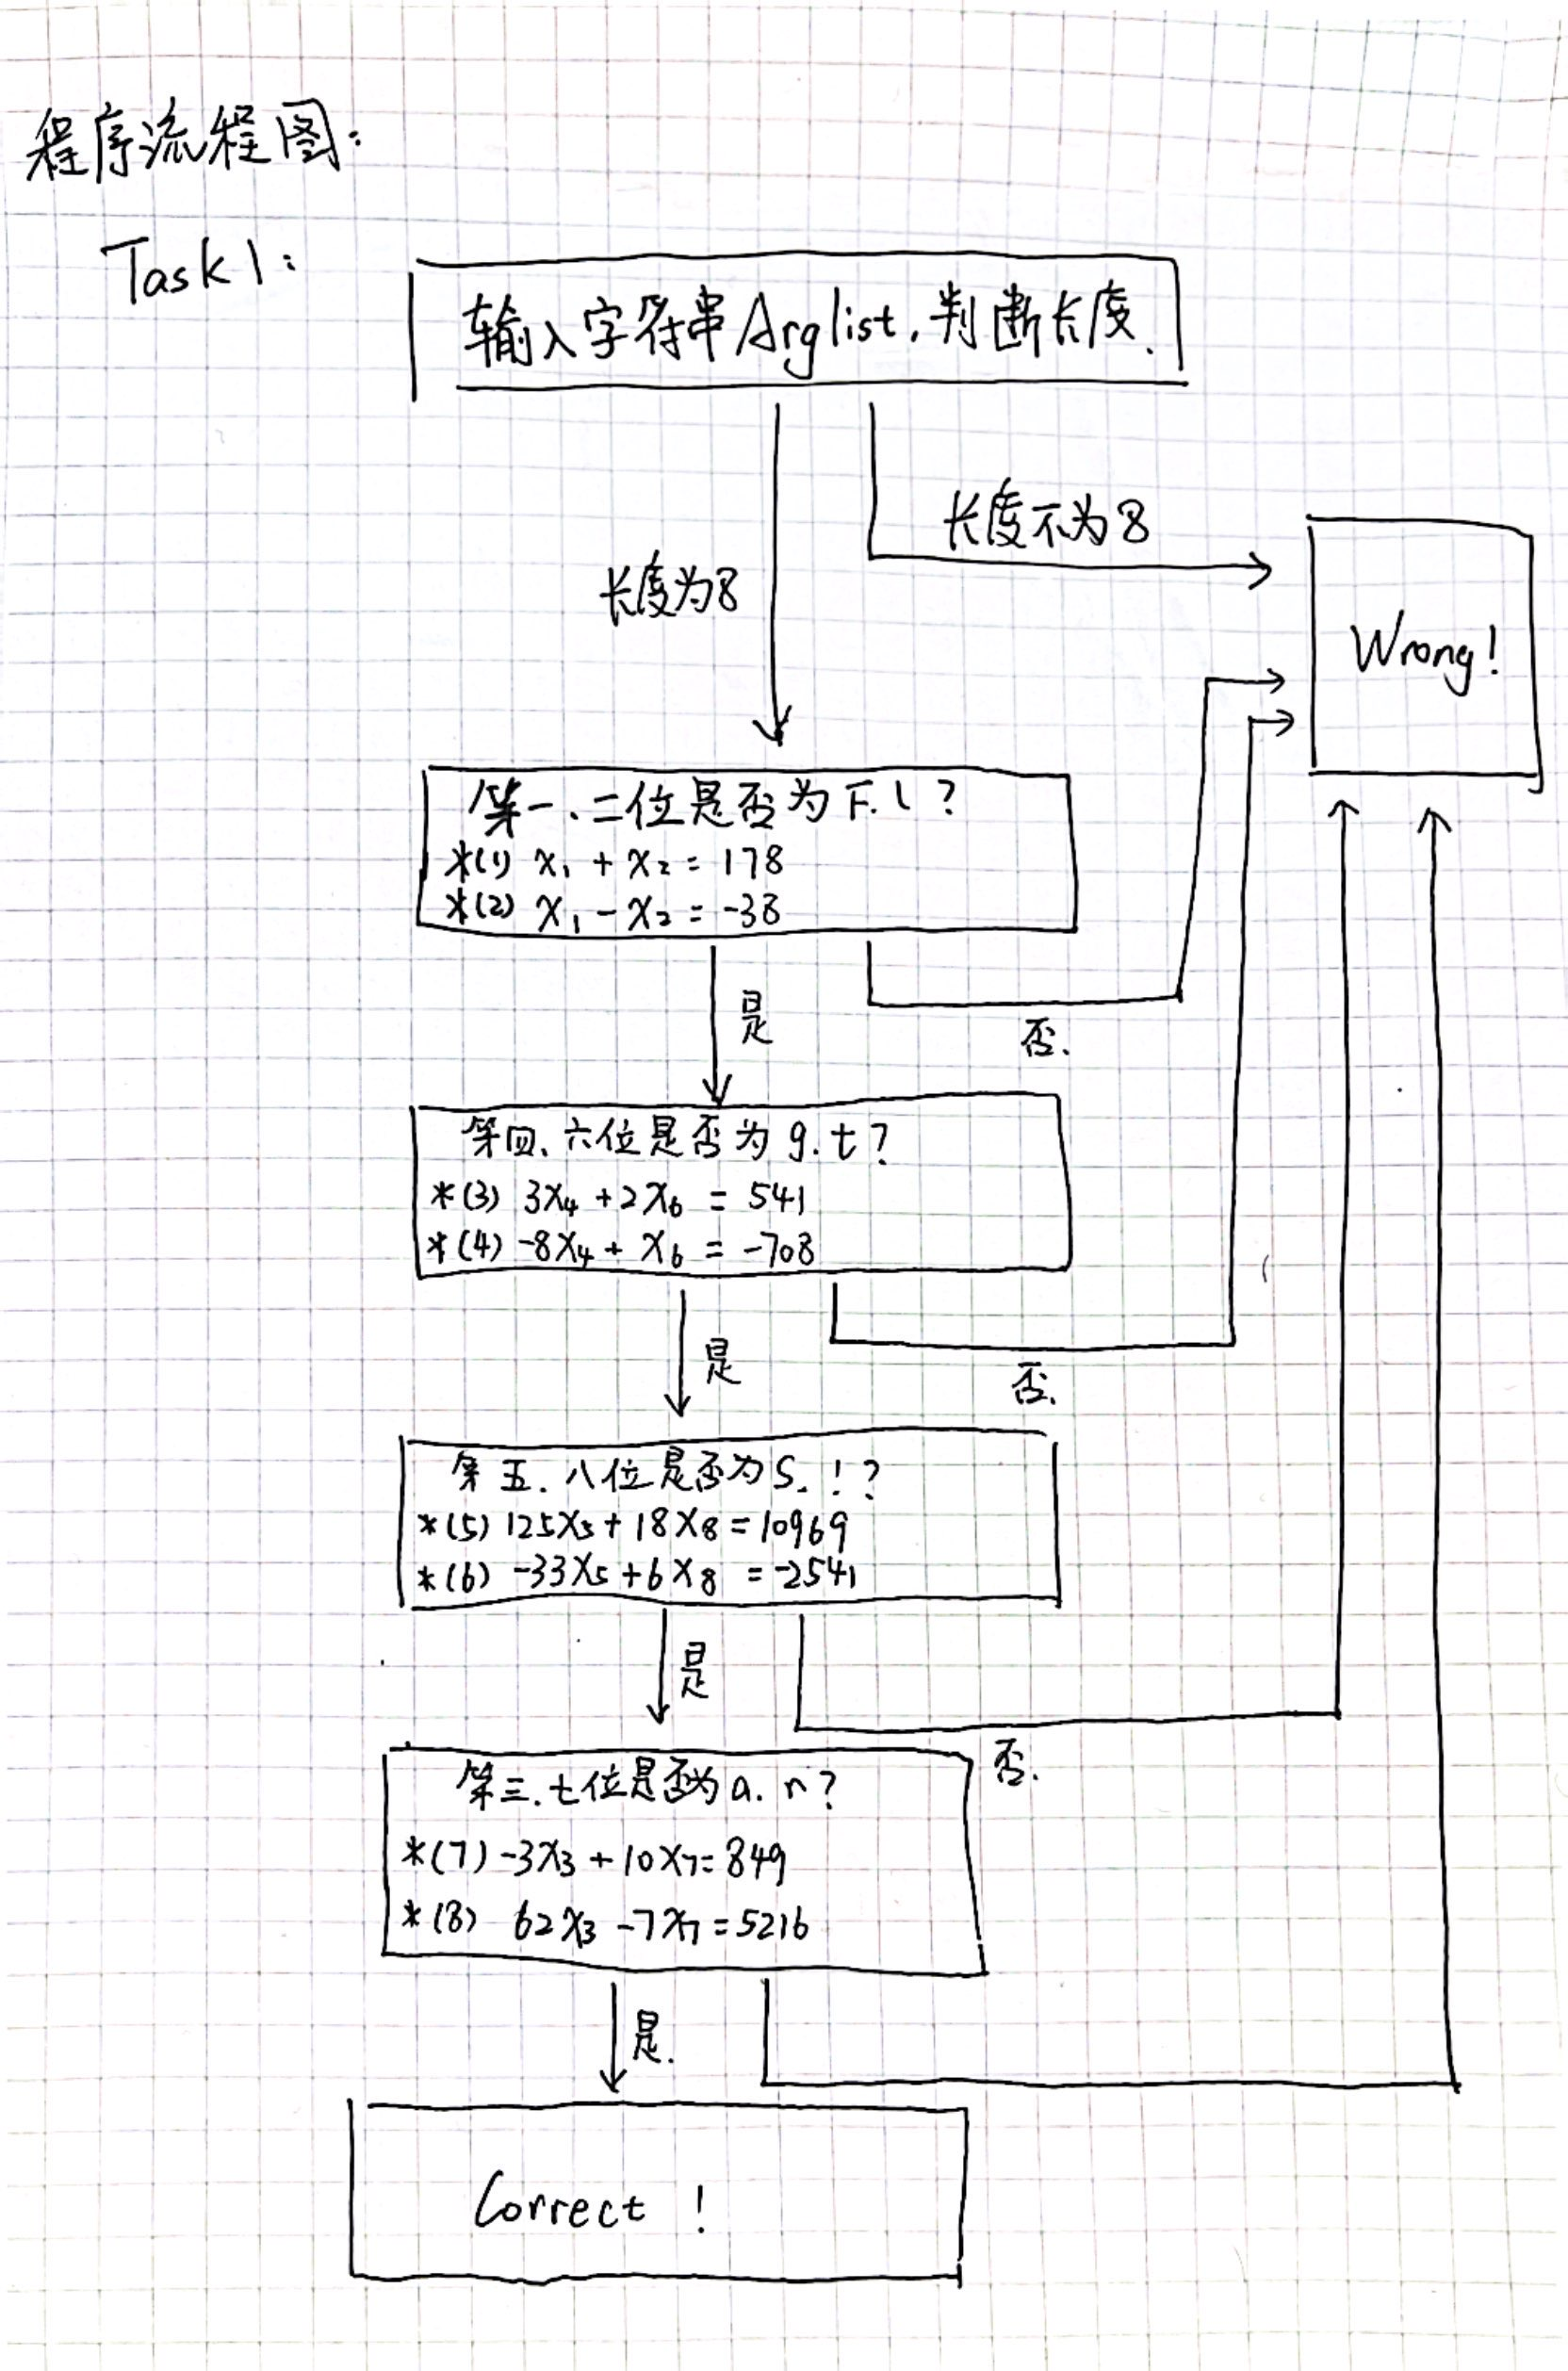 程序流程图:
Task1:
输入字符串Arglist,判断长度.
长度不为8
长度为8
Wrong!
第一、二位是否为F.l?
*(1) x₁ + x₂ = 178
*(2) x₁ - x₂ = -38
是
否.
第四、六位是否为g.t?
*(3) 3x₄ + 2x₆ = 541
*(4) -8x₄ + x₆ = -708
是
否.
第五.八位是否为S.!?
*(5) 125x₅ + 18x₈ = 10969
*(6) -33x₅ + 6x₈ = -2541
是
否.
第三.七位是否为a.n?
*(7) -3x₃ + 10x₇ = 849
*(8) 62x₃ - 7x₇ = 5216
是.
Correct !